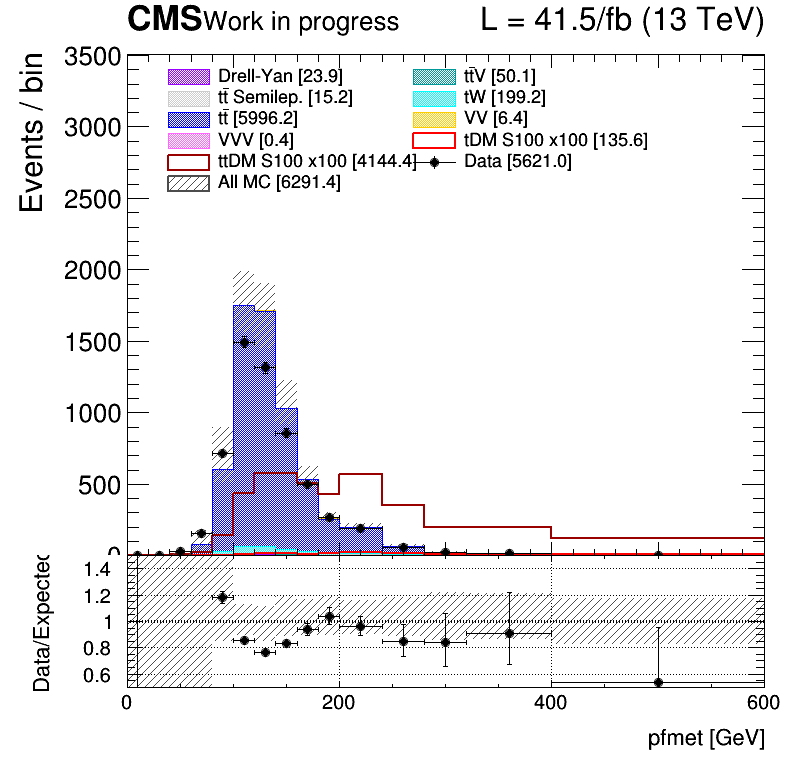 CMS Work in progress L = 41.5/fb (13 TeV)
Events / bin
3500
3000
2500
2000
1500
1000
500
0
Drell-Yan [23.9] tt̄V [50.1]
tt̄ Semilep. [15.2] tW [199.2]
tt̄ [5996.2] VV [6.4]
VVV [0.4] tDM S100 x100 [135.6]
ttDM S100 x100 [4144.4] Data [5621.0]
All MC [6291.4]
Data/Expected
1.4
1.2
1
0.8
0.6
0 200 400 600
pfmet [GeV]